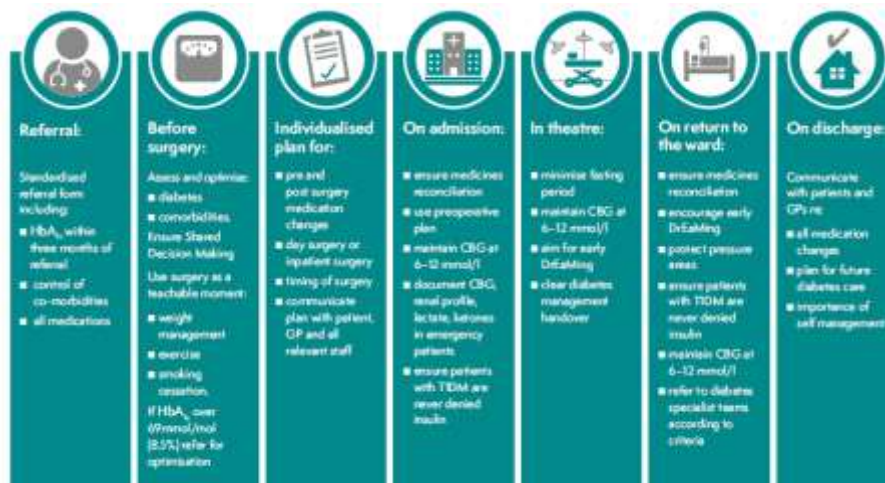 Referral:
Standardised
referral form
including:
■ HbA1c within
three months of
referral
■ control of
co-morbidities
■ all medications
Before
surgery:
Assess and optimise:
■ diabetes
■ comorbidities
Ensure Shared
Decision Making
Use surgery as a
teachable moment:
■ weight
management
■ exercise
■ smoking
cessation.
If HbA1c over
69mmol/mol
(8.5%) refer for
optimisation
Individualised
plan for:
■ pre and
post surgery
medication
changes
■ day surgery or
inpatient surgery
■ timing of surgery
■ communicate
plan with patient,
GP and all
relevant staff
On admission:
■ ensure medicines
reconciliation
■ use preoperative
plan
■ maintain CBG at
6–12 mmol/l
■ document CBG,
renal profile,
lactate, ketones
in emergency
patients
■ ensure patients
with T1DM are
never denied
insulin
In theatre:
■ minimise fasting
period
■ maintain CBG at
6–12 mmol/l
■ aim for early
DrEaMing
■ clear diabetes
management
handover
On return to
the ward:
■ ensure medicines
reconciliation
■ encourage early
DrEaMing
■ protect pressure
areas
■ ensure patients
with T1DM are
never denied
insulin
■ maintain CBG at
6–12 mmol/l
■ refer to diabetes
specialist teams
according to
criteria
On discharge:
Communicate
with patients and
GPs re:
■ all medication
changes
■ plan for future
diabetes care
■ importance of
self management